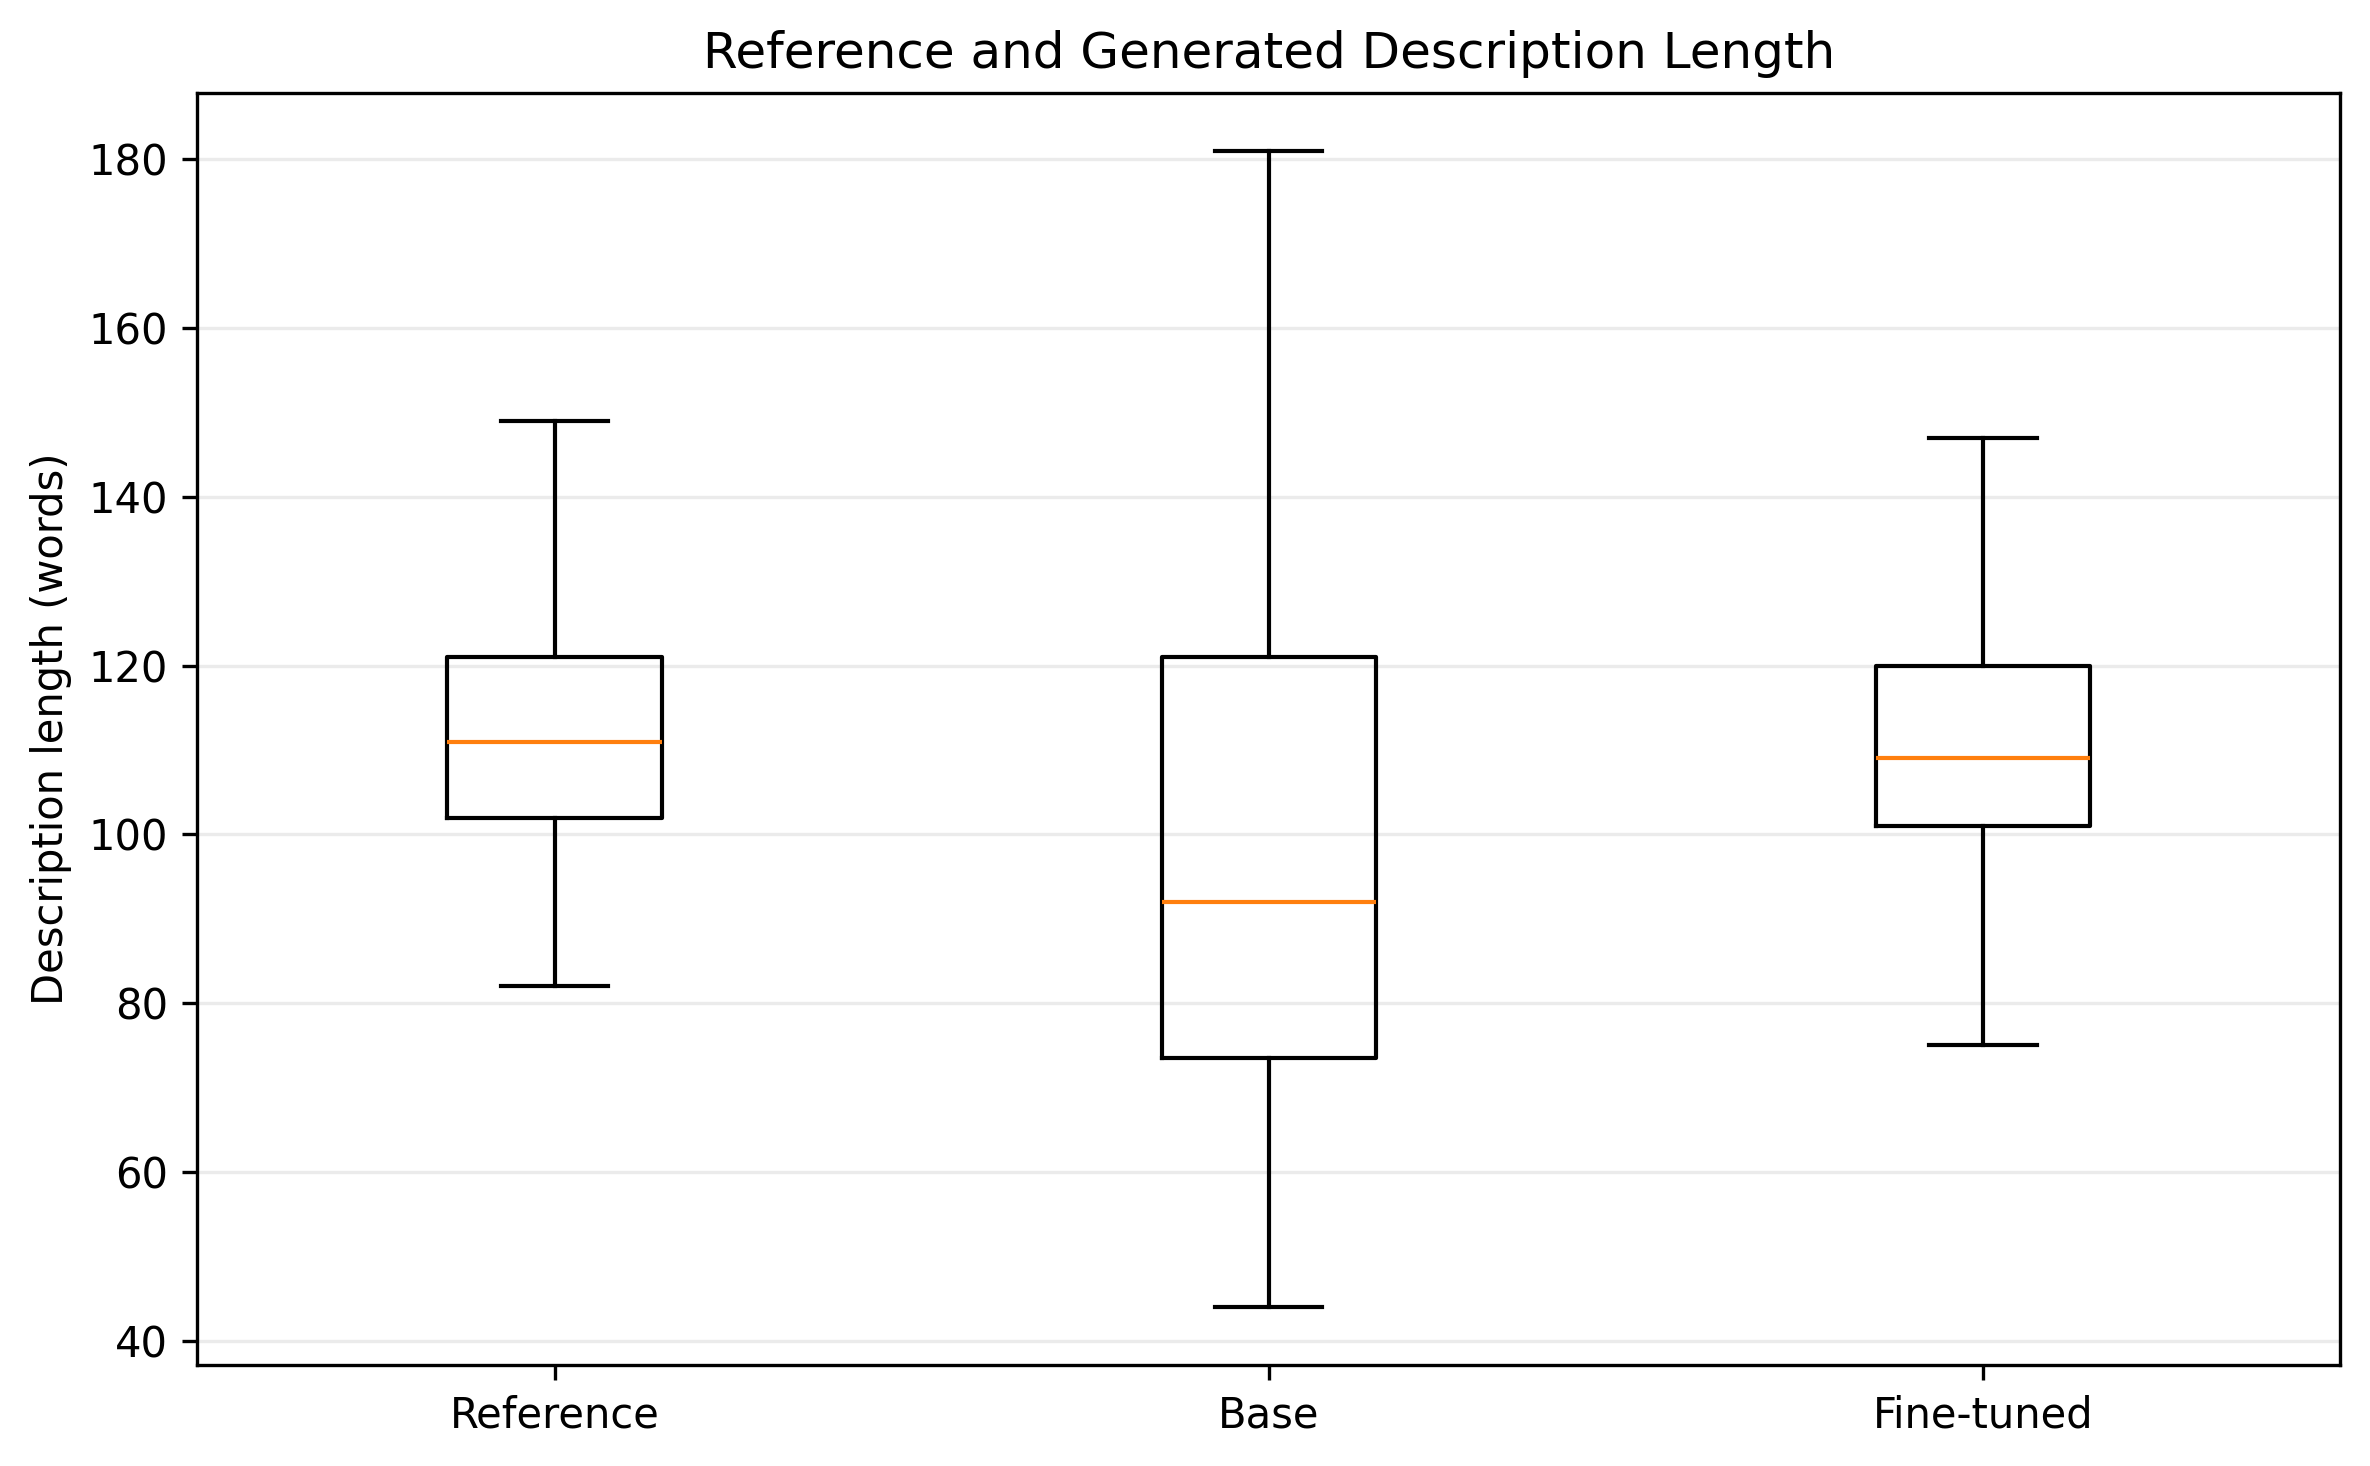 Reference and Generated Description Length
Description length (words)
180
160
140
120
100
80
60
40
Reference
Base
Fine-tuned